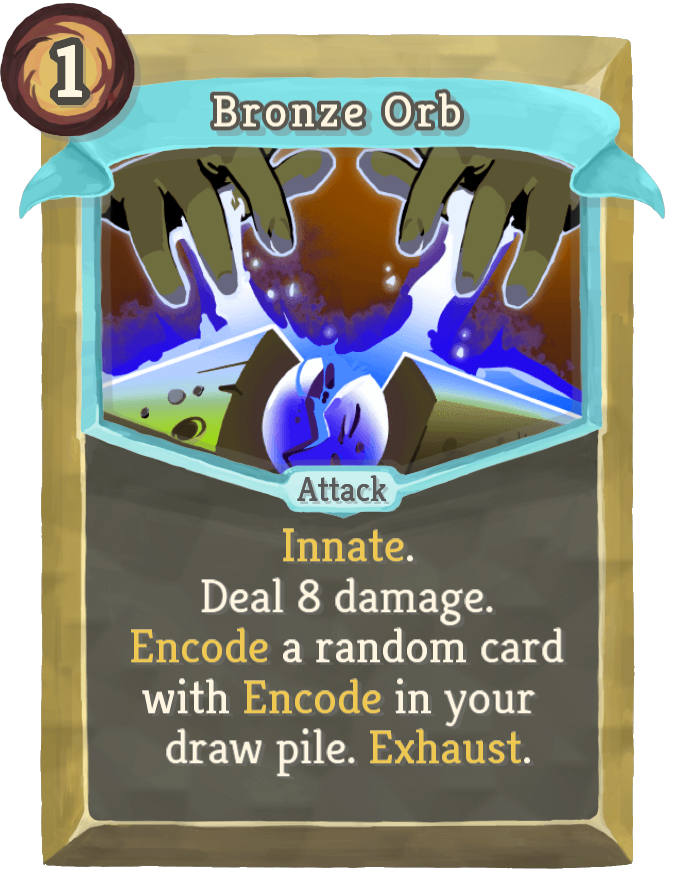 1
Bronze Orb
Attack
Innate.
Deal 8 damage.
Encode a random card
with Encode in your
draw pile. Exhaust.